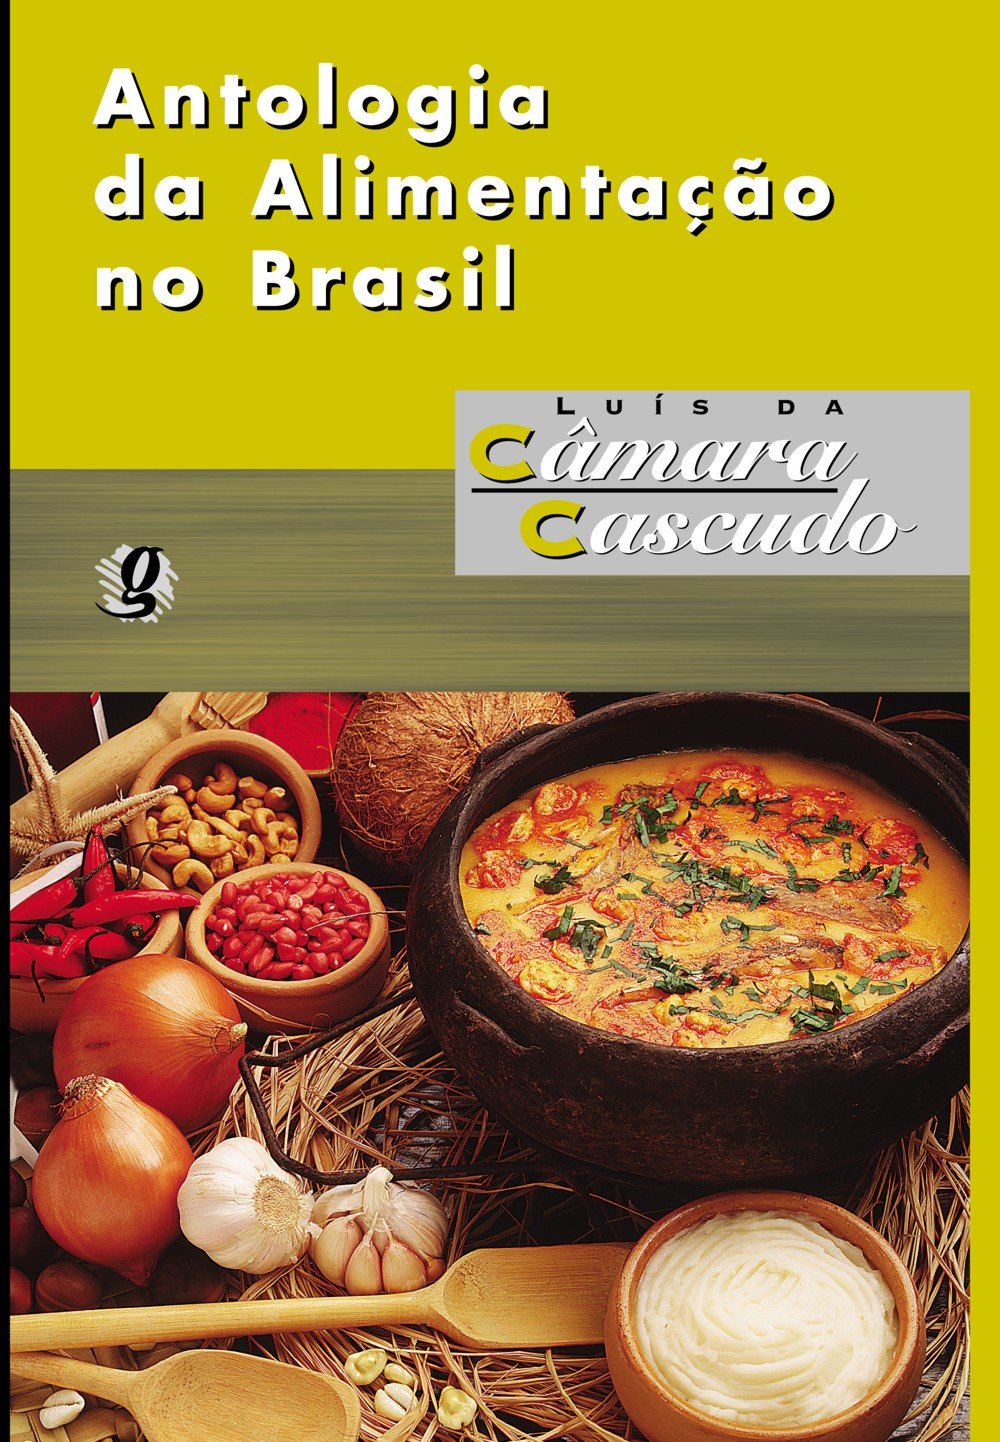 Antologia
da Alimentação
no Brasil
LUÍS DA
Câmara
Cascudo
g